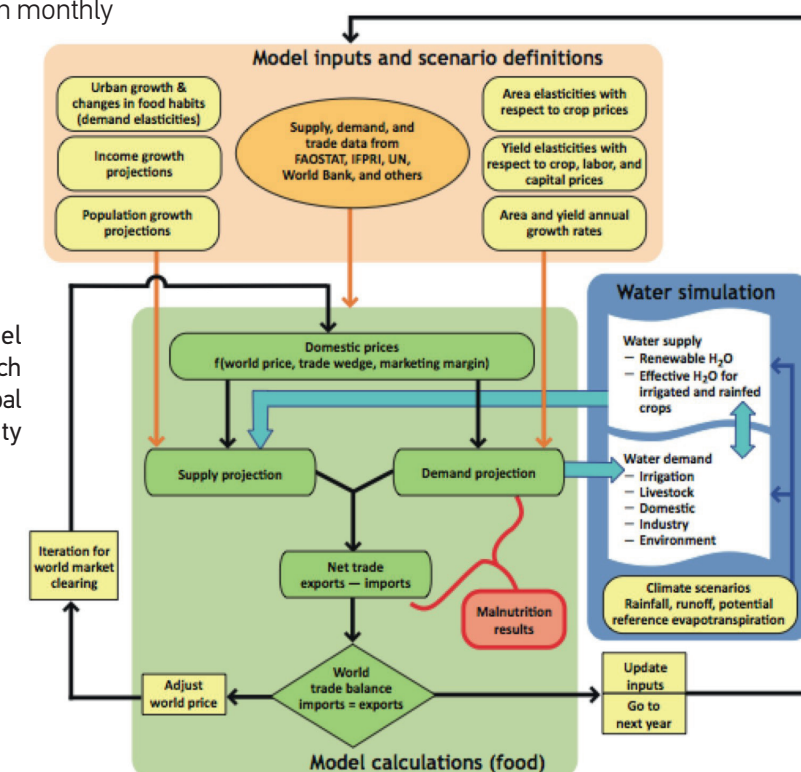 n monthly
Model inputs and scenario definitions
Urban growth &
changes in food habits
(demand elasticities)
Income growth
projections
Population growth
projections
Supply, demand, and
trade data from
FAOSTAT, IFPRI, UN,
World Bank, and others
Area elasticities with
respect to crop prices
Yield elasticities with
respect to crop, labor, and
capital prices
Area and yield annual
growth rates
el
ch
bal
ity
Domestic prices
f(world price, trade wedge, marketing margin)
Supply projection
Demand projection
Net trade
exports — imports
Malnutrition
results
World
trade balance
imports = exports
Model calculations (food)
Iteration for
world market
clearing
Adjust
world price
Water simulation
Water supply
— Renewable H₂O
— Effective H₂O for
irrigated and rainfed
crops
Water demand
— Irrigation
— Livestock
— Domestic
— Industry
— Environment
Climate scenarios
Rainfall, runoff, potential
reference evapotranspiration
Update
inputs
Go to
next year